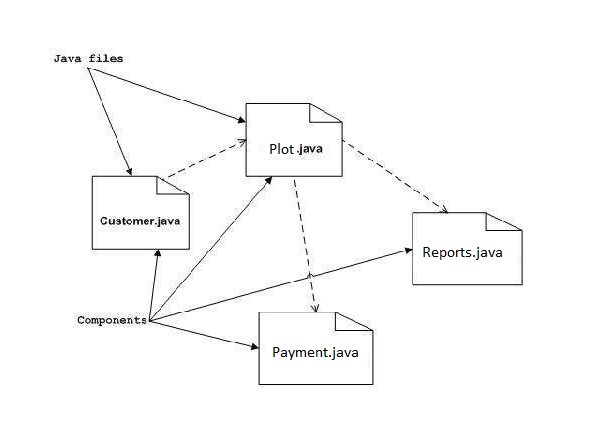 Java files
Plot.java
Customer.java
Reports.java
Components
Payment.java